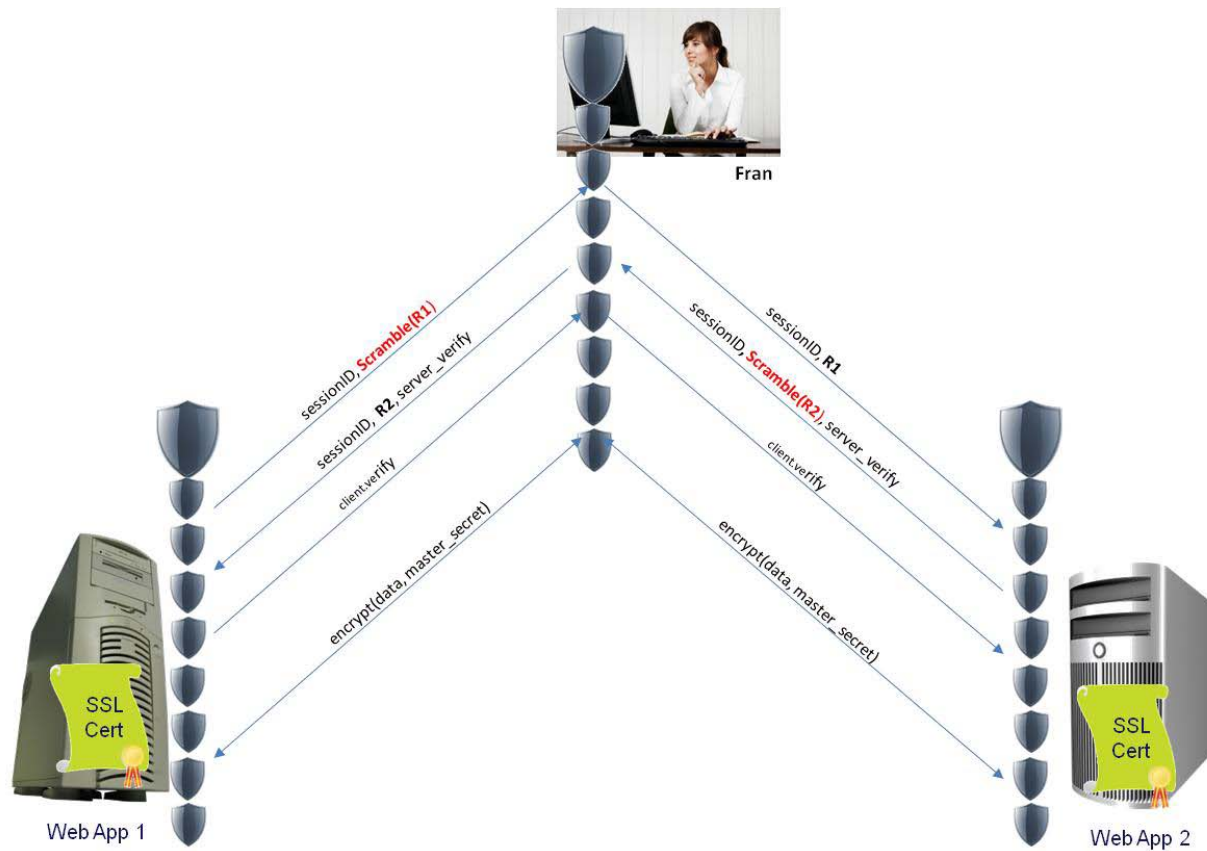 Fran
sessionID, Scramble(R1)
sessionID, R2, server_verify
client.verify
encrypt(data, master_secret)
sessionID, R1
sessionID, Scramble(R2), server_verify
client.verify
encrypt(data, master_secret)
SSL
Cert
Web App 1
SSL
Cert
Web App 2